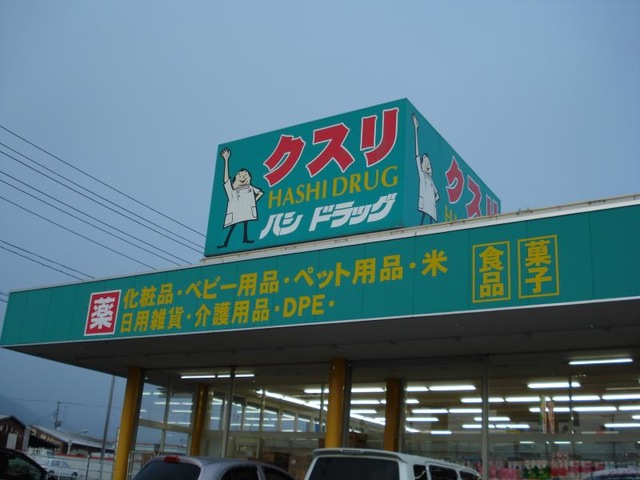 クスリ
HASHI DRUG
ハシ ドラッグ
クスリ
薬
化粧品・ベビー用品・ペット用品・米
日用雑貨・介護用品・DPE・
食品
菓子